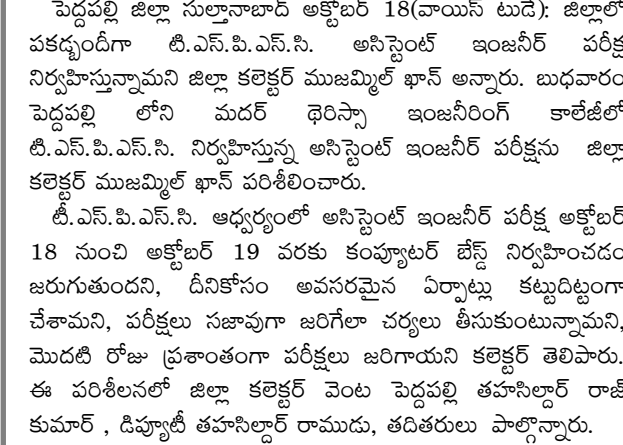 పెద్దపల్లి జిల్లా సుల్తానాబాద్ అక్టోబర్ 18(వాయిస్ టుడే): జిల్లాలో
పకడ్బందీగా టి.ఎస్.పి.ఎస్.సి. అసిస్టెంట్ ఇంజనీర్ పరీక్ష
నిర్వహిస్తున్నామని జిల్లా కలెక్టర్ ముజమ్మిల్ ఖాన్ అన్నారు. బుధవారం
పెద్దపల్లి లోని మదర్ థెరిస్సా ఇంజనీరింగ్ కాలేజీలో
టి.ఎస్.పి.ఎస్.సి. నిర్వహిస్తున్న అసిస్టెంట్ ఇంజనీర్ పరీక్షను జిల్లా
కలెక్టర్ ముజమ్మిల్ ఖాన్ పరిశీలించారు.
టీ.ఎస్.పి.ఎస్.సి. ఆధ్వర్యంలో అసిస్టెంట్ ఇంజనీర్ పరీక్ష అక్టోబర్
18 నుంచి అక్టోబర్ 19 వరకు కంప్యూటర్ బేస్డ్ నిర్వహించడం
జరుగుతుందని, దీనికోసం అవసరమైన ఏర్పాట్లు కట్టుదిట్టంగా
చేశామని, పరీక్షలు సజావుగా జరిగేలా చర్యలు తీసుకుంటున్నామని,
మొదటి రోజు ప్రశాంతంగా పరీక్షలు జరిగాయని కలెక్టర్ తెలిపారు.
ఈ పరిశీలనలో జిల్లా కలెక్టర్ వెంట పెద్దపల్లి తహసిల్దార్ రాజ్
కుమార్ , డిప్యూటీ తహసిల్దార్ రాముడు, తదితరులు పాల్గొన్నారు.